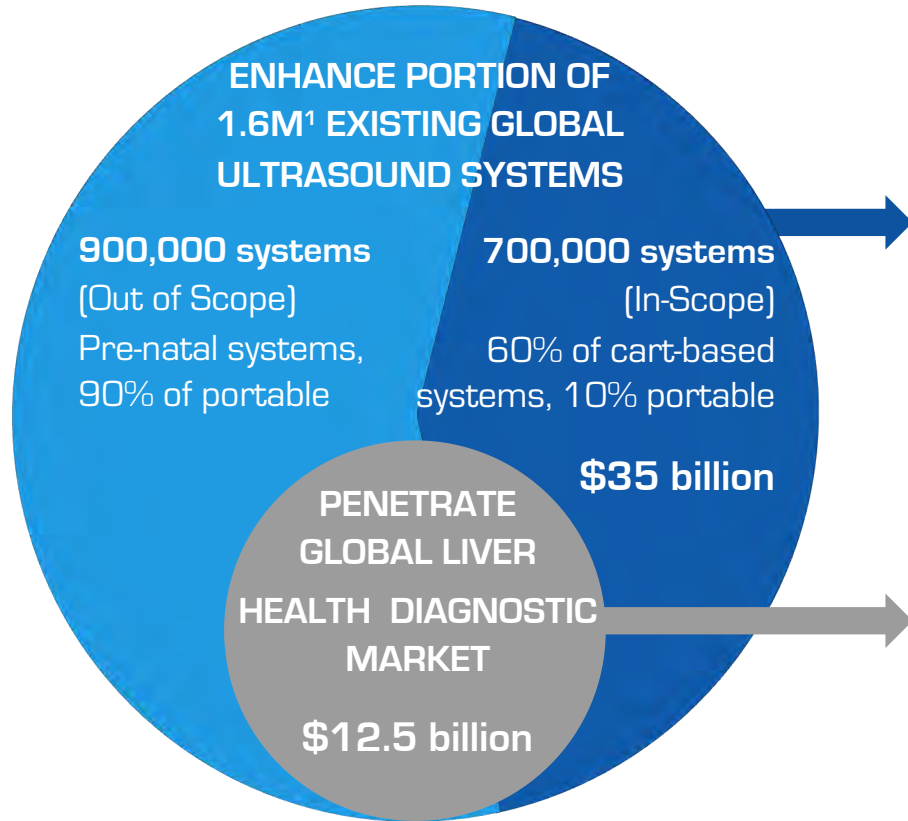 ENHANCE PORTION OF
1.6M¹ EXISTING GLOBAL
ULTRASOUND SYSTEMS
900,000 systems
(Out of Scope)
Pre-natal systems,
90% of portable
700,000 systems
(In-Scope)
60% of cart-based
systems, 10% portable
$35 billion
PENETRATE
GLOBAL LIVER
HEALTH DIAGNOSTIC
MARKET
$12.5 billion